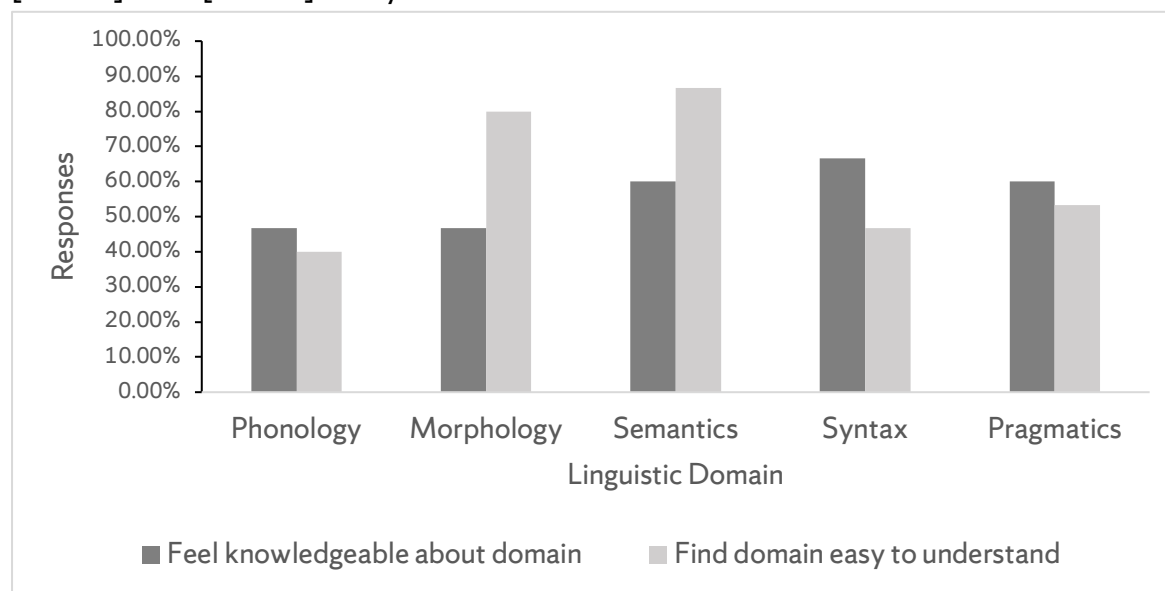 100.00%
90.00%
80.00%
70.00%
60.00%
50.00%
40.00%
30.00%
20.00%
10.00%
0.00%
Responses
Phonology Morphology Semantics Syntax Pragmatics
Linguistic Domain
Feel knowledgeable about domain Find domain easy to understand